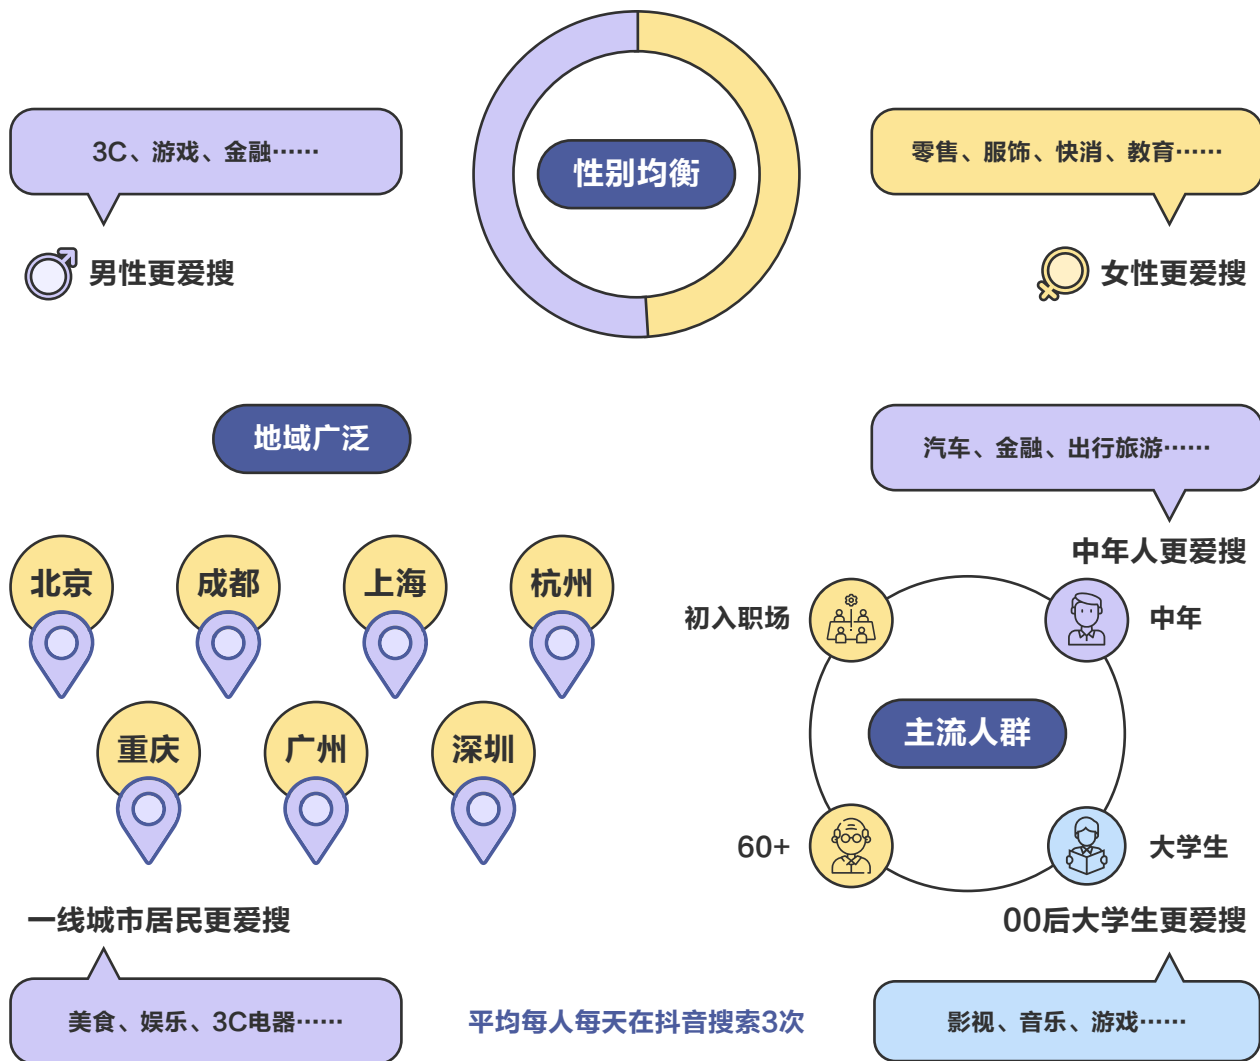 3C、游戏、金融······
男性更爱搜
性别均衡
零售、服饰、快消、教育······
女性更爱搜
地域广泛
北京
成都
上海
杭州
重庆
广州
深圳
一线城市居民更爱搜
美食、娱乐、3C电器······
汽车、金融、出行旅游······
中年人更爱搜
初入职场
中年
主流人群
60+
大学生
00后大学生更爱搜
影视、音乐、游戏······
平均每人每天在抖音搜索3次